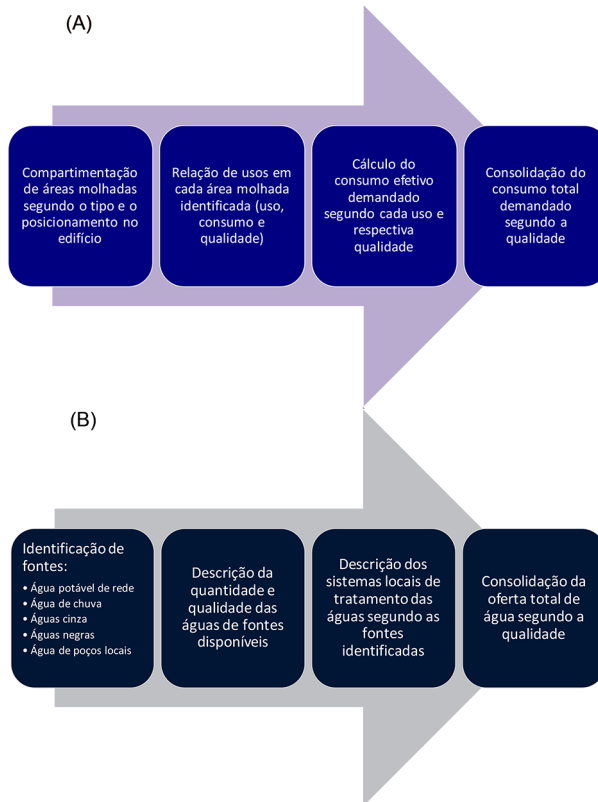 (A)
Compartimentação
de áreas molhadas
segundo o tipo e o
posicionamento no
edifício
Relação de usos em
cada área molhada
identificada (uso,
consumo e
qualidade)
Cálculo do
consumo efetivo
demandado
segundo cada uso e
respectiva
qualidade
Consolidação do
consumo total
demandado
segundo a
qualidade
(B)
Identificação de
fontes:
• Água potável de rede
• Água de chuva
• Águas cinza
• Águas negras
• Água de poços locais
Descrição da
quantidade e
qualidade das
águas de fontes
disponíveis
Descrição dos
sistemas locais de
tratamento das
águas segundo as
fontes
identificadas
Consolidação da
oferta total de
água segundo a
qualidade